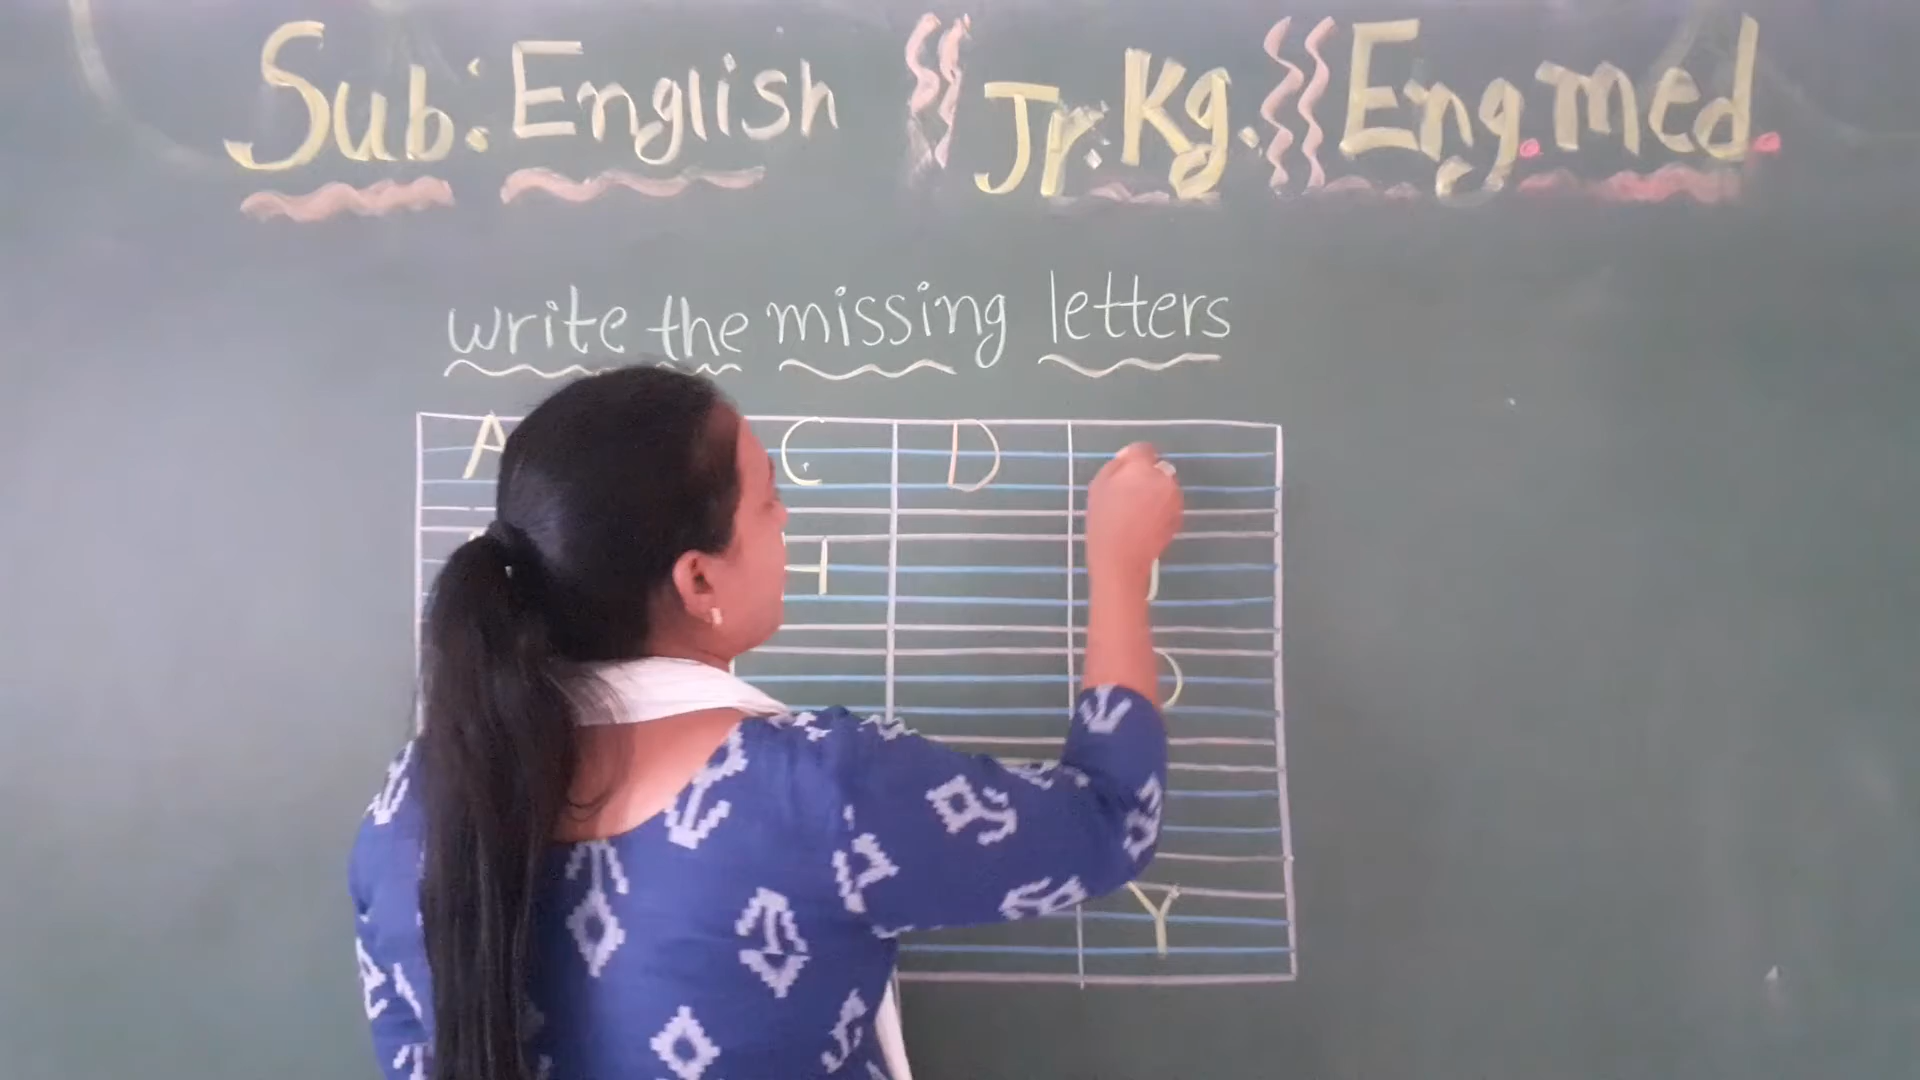 Sub: English Jr. Kg. Eng. med.
write the missing letters
A C D
H
Y